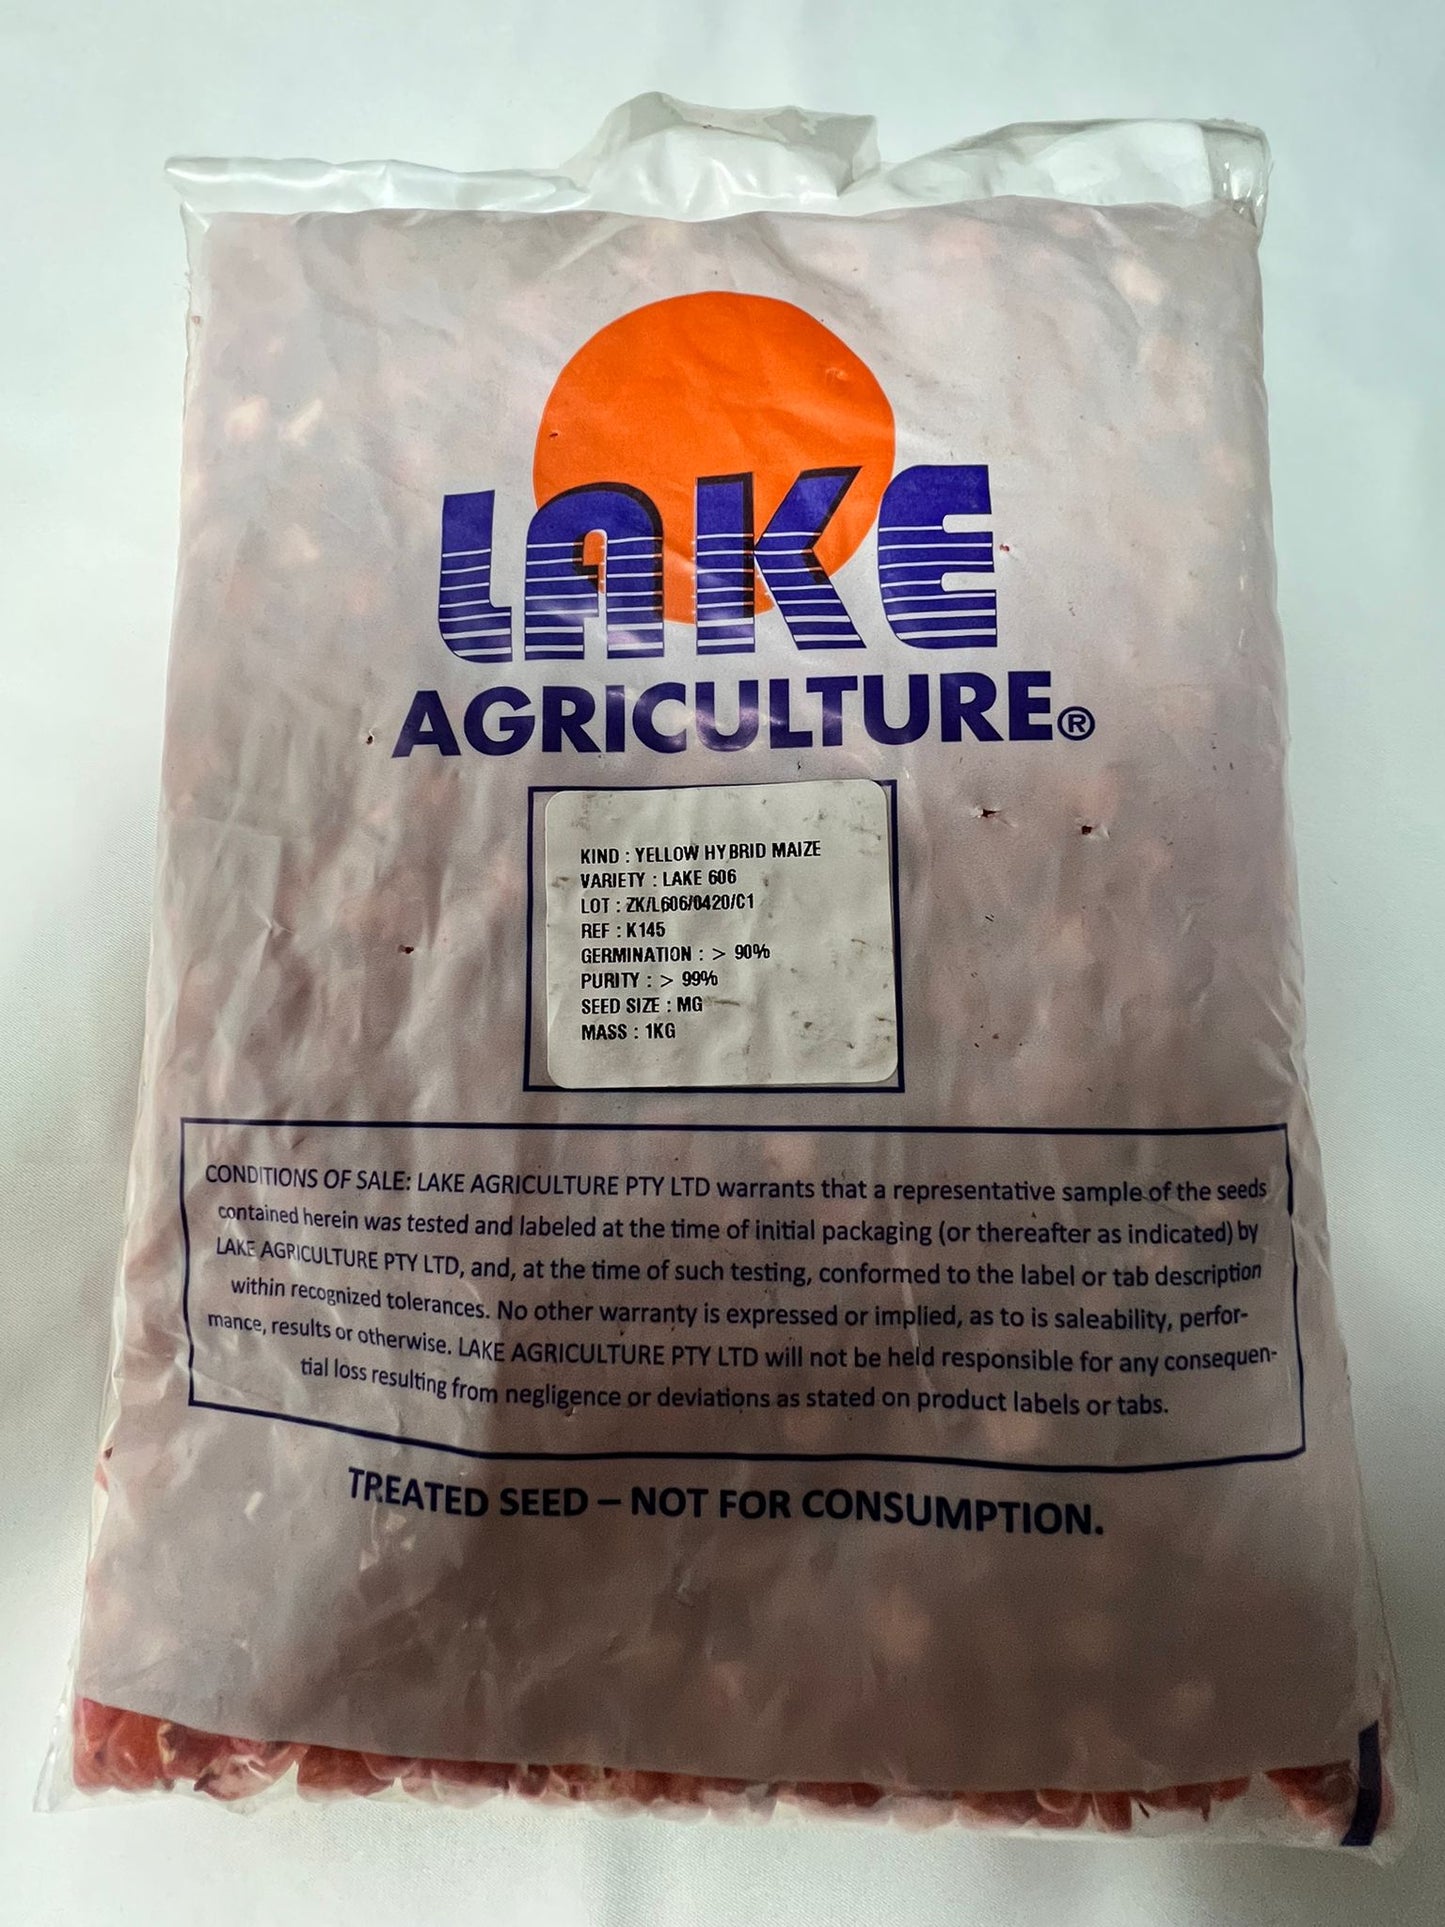 LAKE
AGRICULTURE®
KIND : YELLOW HYBRID MAIZE
VARIETY : LAKE 606
LOT : ZK/L606/0420/C1
REF : K145
GERMINATION : > 90%
PURITY : > 99%
SEED SIZE : MG
MASS : 1KG
CONDITIONS OF SALE: LAKE AGRICULTURE PTY LTD warrants that a representative sample of the seeds
contained herein was tested and labeled at the time of initial packaging (or thereafter as indicated) by
LAKE AGRICULTURE PTY LTD, and, at the time of such testing, conformed to the label or tab description
within recognized tolerances. No other warranty is expressed or implied, as to is saleability, perfor-
mance, results or otherwise. LAKE AGRICULTURE PTY LTD will not be held responsible for any consequen-
tial loss resulting from negligence or deviations as stated on product labels or tabs.
TREATED SEED – NOT FOR CONSUMPTION.